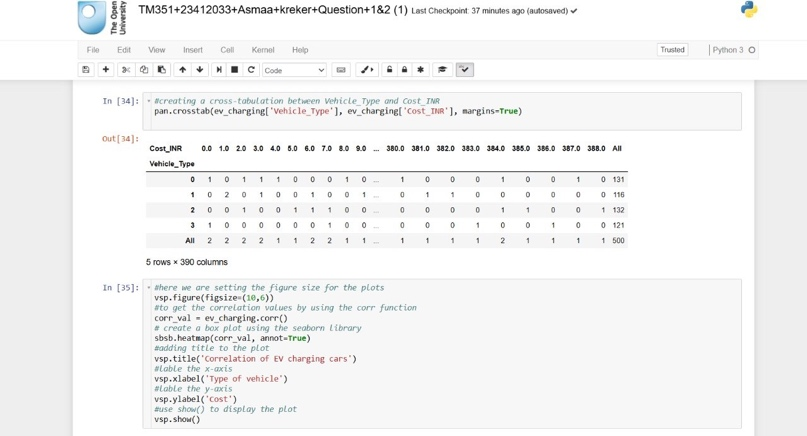 The Open University
TM351+23412033+Asmaa+kreker+Question+1&2 (1) Last Checkpoint: 37 minutes ago (autosaved)
File Edit View Insert Cell Kernel Help Trusted Python 3
Code
In [34]: #creating a cross-tabulation between Vehicle_Type and Cost_INR
pan.crosstab(ev_charging['Vehicle_Type'], ev_charging['Cost_INR'], margins=True)
Out[34]:
Cost_INR 0.0 1.0 2.0 3.0 4.0 5.0 6.0 7.0 8.0 9.0 ... 380.0 381.0 382.0 383.0 384.0 385.0 386.0 387.0 388.0 All
Vehicle_Type
0 1 0 1 1 1 0 0 0 1 0 ... 1 0 0 0 1 0 0 1 0 131
1 0 2 0 1 0 0 1 0 0 1 ... 0 1 1 0 0 0 0 0 0 116
2 0 0 1 0 0 1 1 1 0 0 ... 0 0 0 0 1 1 0 0 1 132
3 1 0 0 0 0 0 0 1 0 0 ... 0 0 0 1 0 0 1 0 0 121
All 2 2 2 2 1 1 2 2 1 1 ... 1 1 1 1 2 1 1 1 1 500
5 rows × 390 columns
In [35]: #here we are setting the figure size for the plots
vsp.figure(figsize=(10,6))
#to get the correlation values by using the corr function
corr_val = ev_charging.corr()
# create a box plot using the seaborn library
sbsb.heatmap(corr_val, annot=True)
#adding title to the plot
vsp.title('Correlation of EV charging cars')
#lable the x-axis
vsp.xlabel('Type of vehicle')
#lable the y-axis
vsp.ylabel('Cost')
#use show() to display the plot
vsp.show()